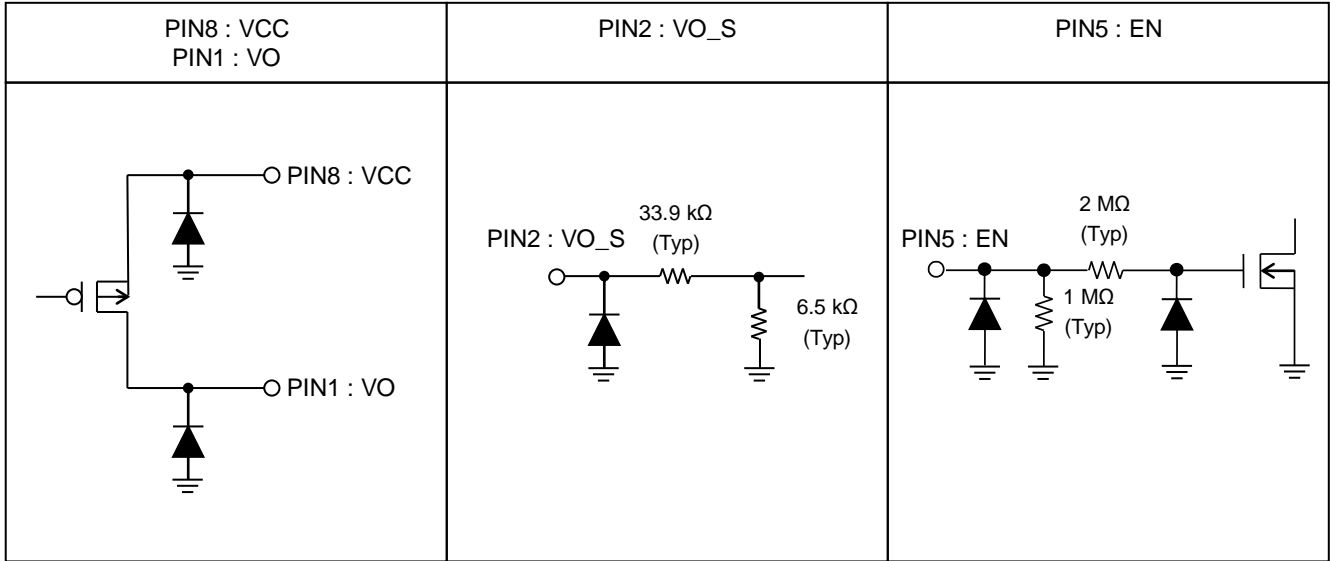 PIN8 : VCC
PIN1 : VO
PIN2 : VO_S
PIN5 : EN
PIN8 : VCC
PIN1 : VO
33.9 kΩ
(Typ)
PIN2 : VO_S
6.5 kΩ
(Typ)
2 MΩ
(Typ)
PIN5 : EN
1 MΩ
(Typ)